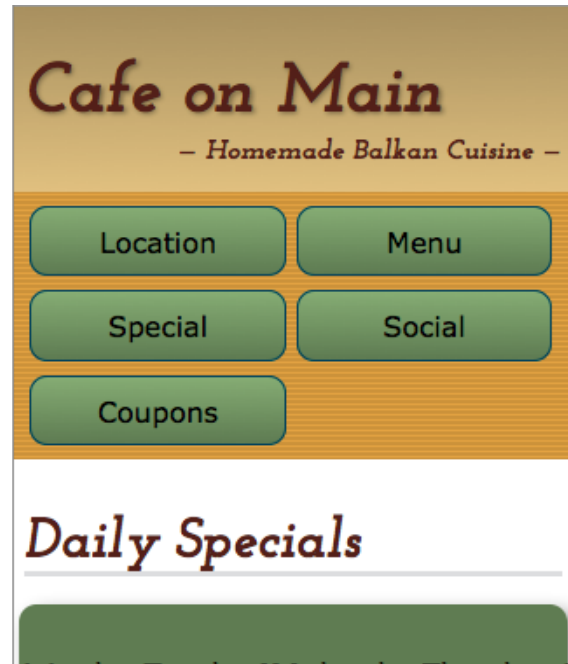 Cafe on Main
– Homemade Balkan Cuisine –
Location
Menu
Special
Social
Coupons
Daily Specials